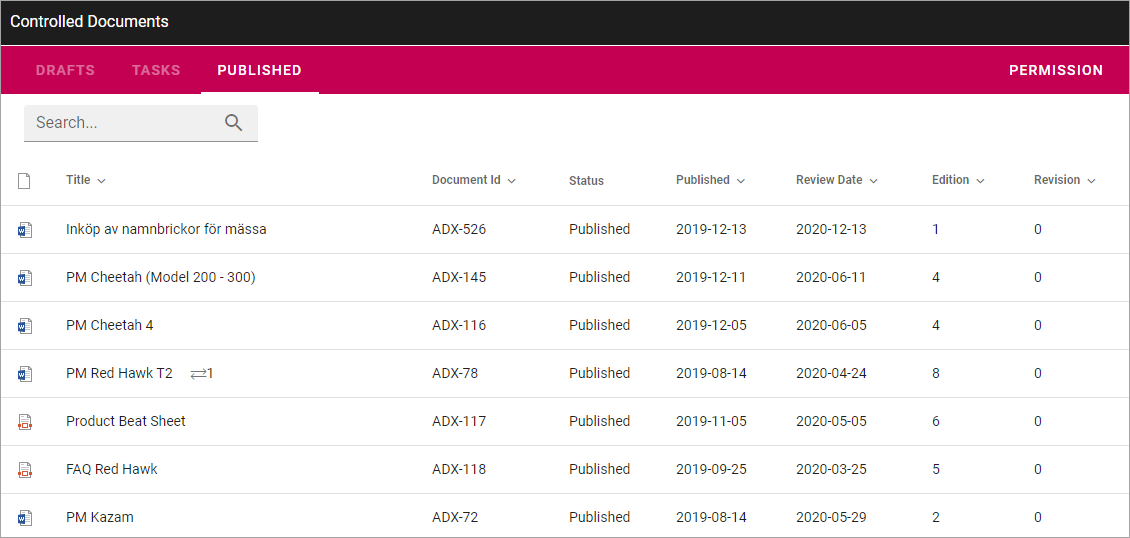 Controlled Documents
DRAFTS TASKS PUBLISHED PERMISSION
Search...
Title Document Id Status Published Review Date Edition Revision
Inköp av namnbrickor för mässa ADX-526 Published 2019-12-13 2020-12-13 1 0
PM Cheetah (Model 200 - 300) ADX-145 Published 2019-12-11 2020-06-11 4 0
PM Cheetah 4 ADX-116 Published 2019-12-05 2020-06-05 4 0
PM Red Hawk T2 ⇄1 ADX-78 Published 2019-08-14 2020-04-24 8 0
Product Beat Sheet ADX-117 Published 2019-11-05 2020-05-05 6 0
FAQ Red Hawk ADX-118 Published 2019-09-25 2020-03-25 5 0
PM Kazam ADX-72 Published 2019-08-14 2020-05-29 2 0